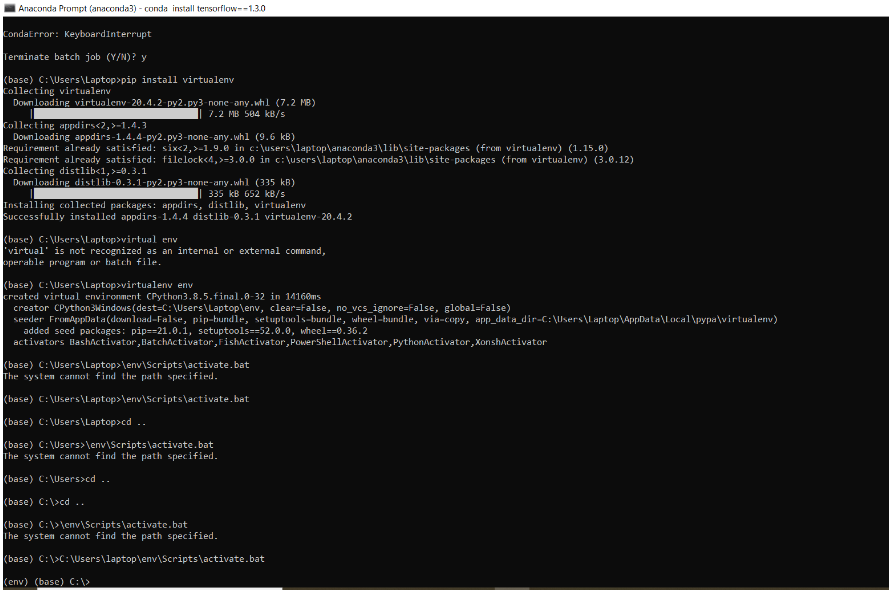 Anaconda Prompt (anaconda3) - conda install tensorflow==1.3.0
CondaError: KeyboardInterrupt
Terminate batch job (Y/N)? y
(base) C:\Users\Laptop>pip install virtualenv
Collecting virtualenv
  Downloading virtualenv-20.4.2-py2.py3-none-any.whl (7.2 MB)
     | | 7.2 MB 504 kB/s
Collecting appdirs<2,>=1.4.3
  Downloading appdirs-1.4.4-py2.py3-none-any.whl (9.6 kB)
Requirement already satisfied: six<2,>=1.9.0 in c:\users\laptop\anaconda3\lib\site-packages (from virtualenv) (1.15.0)
Requirement already satisfied: filelock<4,>=3.0.0 in c:\users\laptop\anaconda3\lib\site-packages (from virtualenv) (3.0.12)
Collecting distlib<1,>=0.3.1
  Downloading distlib-0.3.1-py2.py3-none-any.whl (335 kB)
     | | 335 kB 652 kB/s
Installing collected packages: appdirs, distlib, virtualenv
Successfully installed appdirs-1.4.4 distlib-0.3.1 virtualenv-20.4.2
(base) C:\Users\Laptop>virtual env
'virtual' is not recognized as an internal or external command,
operable program or batch file.
(base) C:\Users\Laptop>virtualenv env
created virtual environment CPython3.8.5.final.0-32 in 14160ms
  creator CPython3Windows(dest=C:\Users\Laptop\env, clear=False, no_vcs_ignore=False, global=False)
  seeder FromAppData(download=False, pip=bundle, setuptools=bundle, wheel=bundle, via=copy, app_data_dir=C:\Users\Laptop\AppData\Local\pypa\virtualenv)
    added seed packages: pip==21.0.1, setuptools==52.0.0, wheel==0.36.2
  activators BashActivator,BatchActivator,FishActivator,PowerShellActivator,PythonActivator,XonshActivator
(base) C:\Users\Laptop>\env\Scripts\activate.bat
The system cannot find the path specified.
(base) C:\Users\Laptop>\env\Scripts\activate.bat
(base) C:\Users\Laptop>cd ..
(base) C:\Users>\env\Scripts\activate.bat
The system cannot find the path specified.
(base) C:\Users>cd ..
(base) C:\>cd ..
(base) C:\>\env\Scripts\activate.bat
The system cannot find the path specified.
(base) C:\>C:\Users\laptop\env\Scripts\activate.bat
(env) (base) C:\>